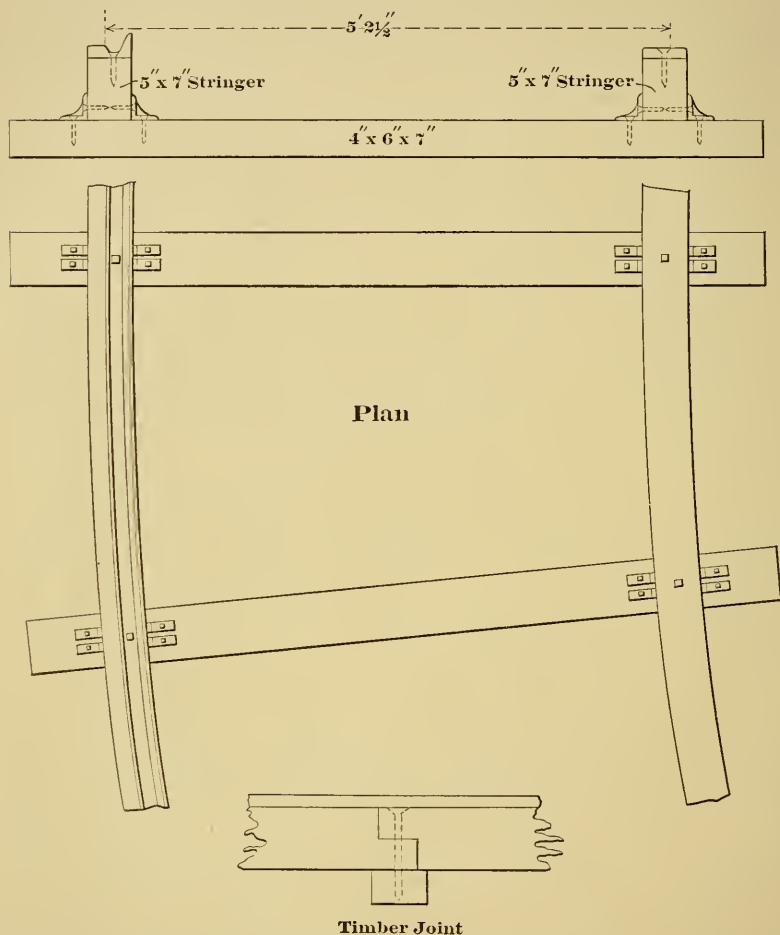 5′ 2½″
5″ x 7″ Stringer
5″ x 7″ Stringer
4″ x 6″ x 7″
Plan
Timber Joint